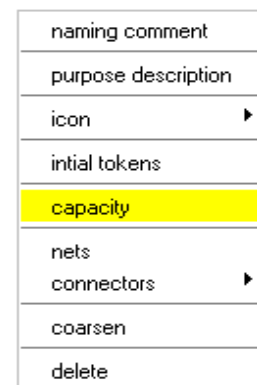 naming comment
purpose description
icon
intial tokens
capacity
nets
connectors
coarsen
delete